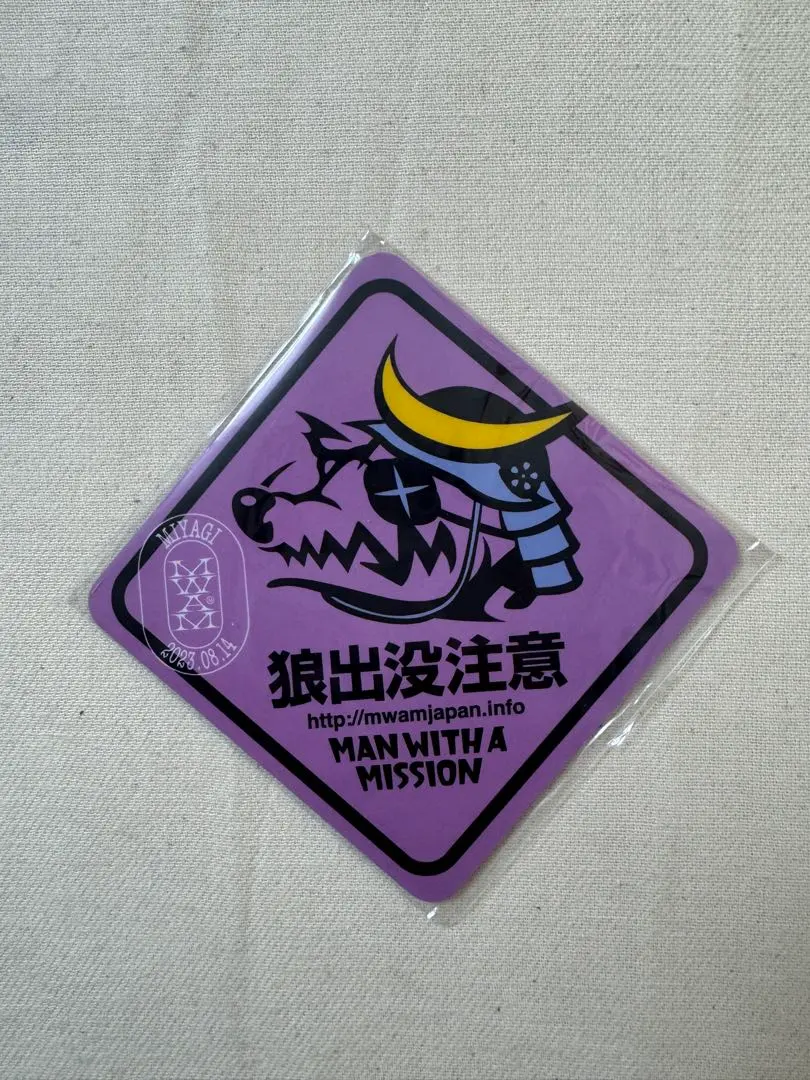 MIYAGI
MWAM
2023.08.14
狼出没注意
http://mwamjapan.info
MAN WITH A
MISSION